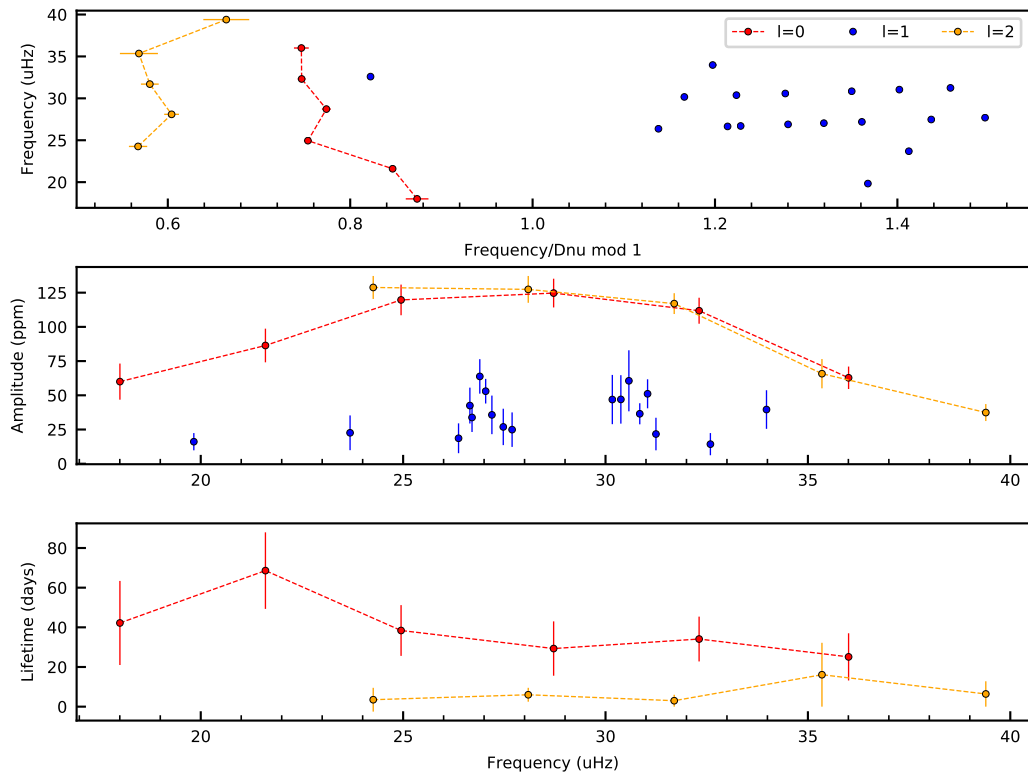 40
35
30
25
20
Frequency (uHz)
l=0 l=1 l=2
0.6 0.8 1.0 1.2 1.4
Frequency/Dnu mod 1
125
100
75
50
25
0
Amplitude (ppm)
20 25 30 35 40
80
60
40
20
0
Lifetime (days)
20 25 30 35 40
Frequency (uHz)